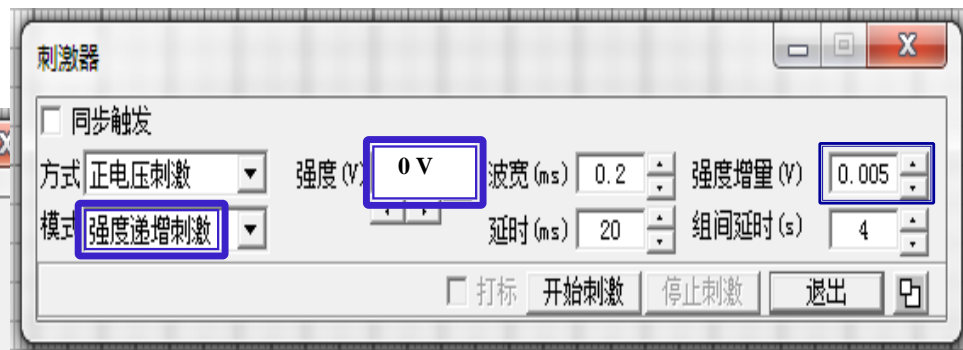 刺激器
同步触发
方式 正电压刺激 强度(V) 0 V 波宽(ms) 0.2 强度增量(V) 0.005
模式 强度递增刺激 延时(ms) 20 组间延时(s) 4
打标 开始刺激 停止刺激 退出